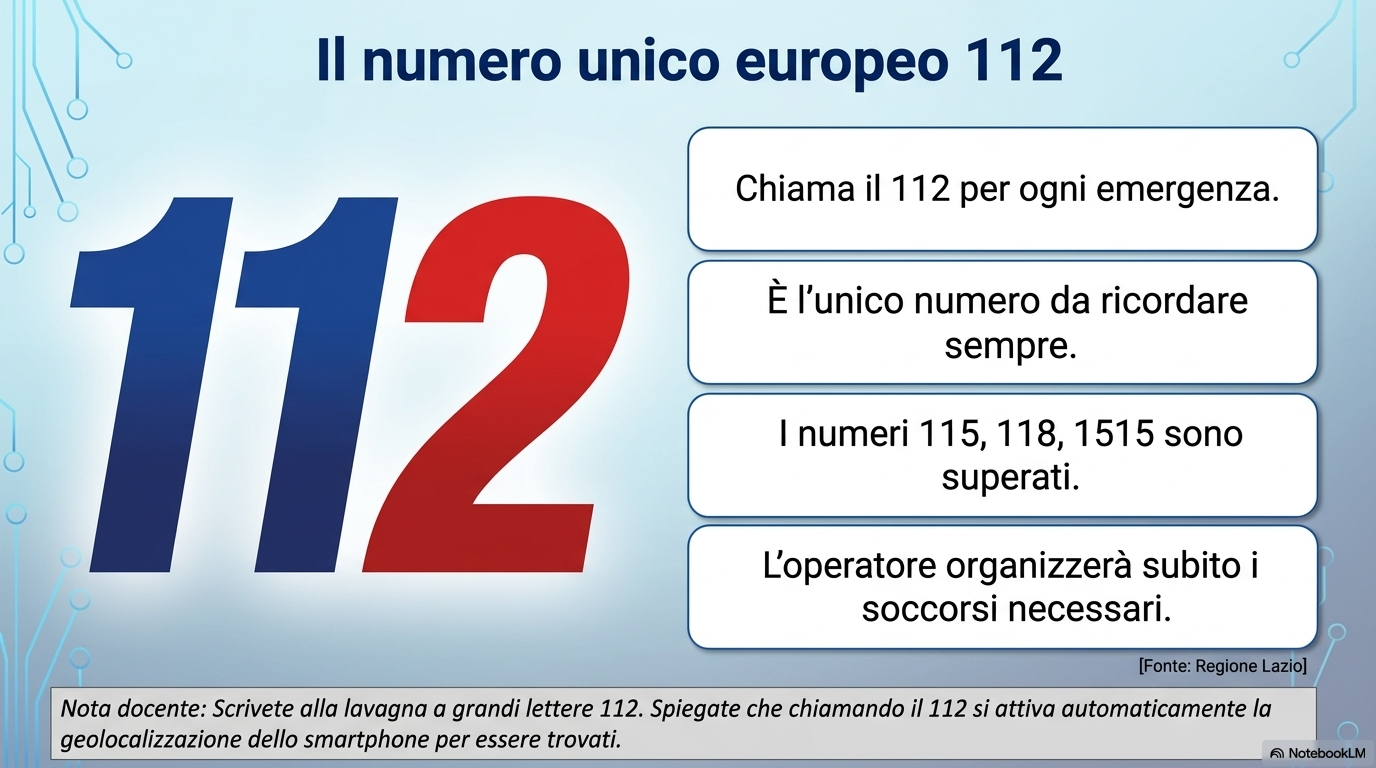 Il numero unico europeo 112
112
Chiama il 112 per ogni emergenza.
È l’unico numero da ricordare
sempre.
I numeri 115, 118, 1515 sono
superati.
L’operatore organizzerà subito i
soccorsi necessari.
[Fonte: Regione Lazio]
Nota docente: Scrivete alla lavagna a grandi lettere 112. Spiegate che chiamando il 112 si attiva automaticamente la
geolocalizzazione dello smartphone per essere trovati.
NotebookLM